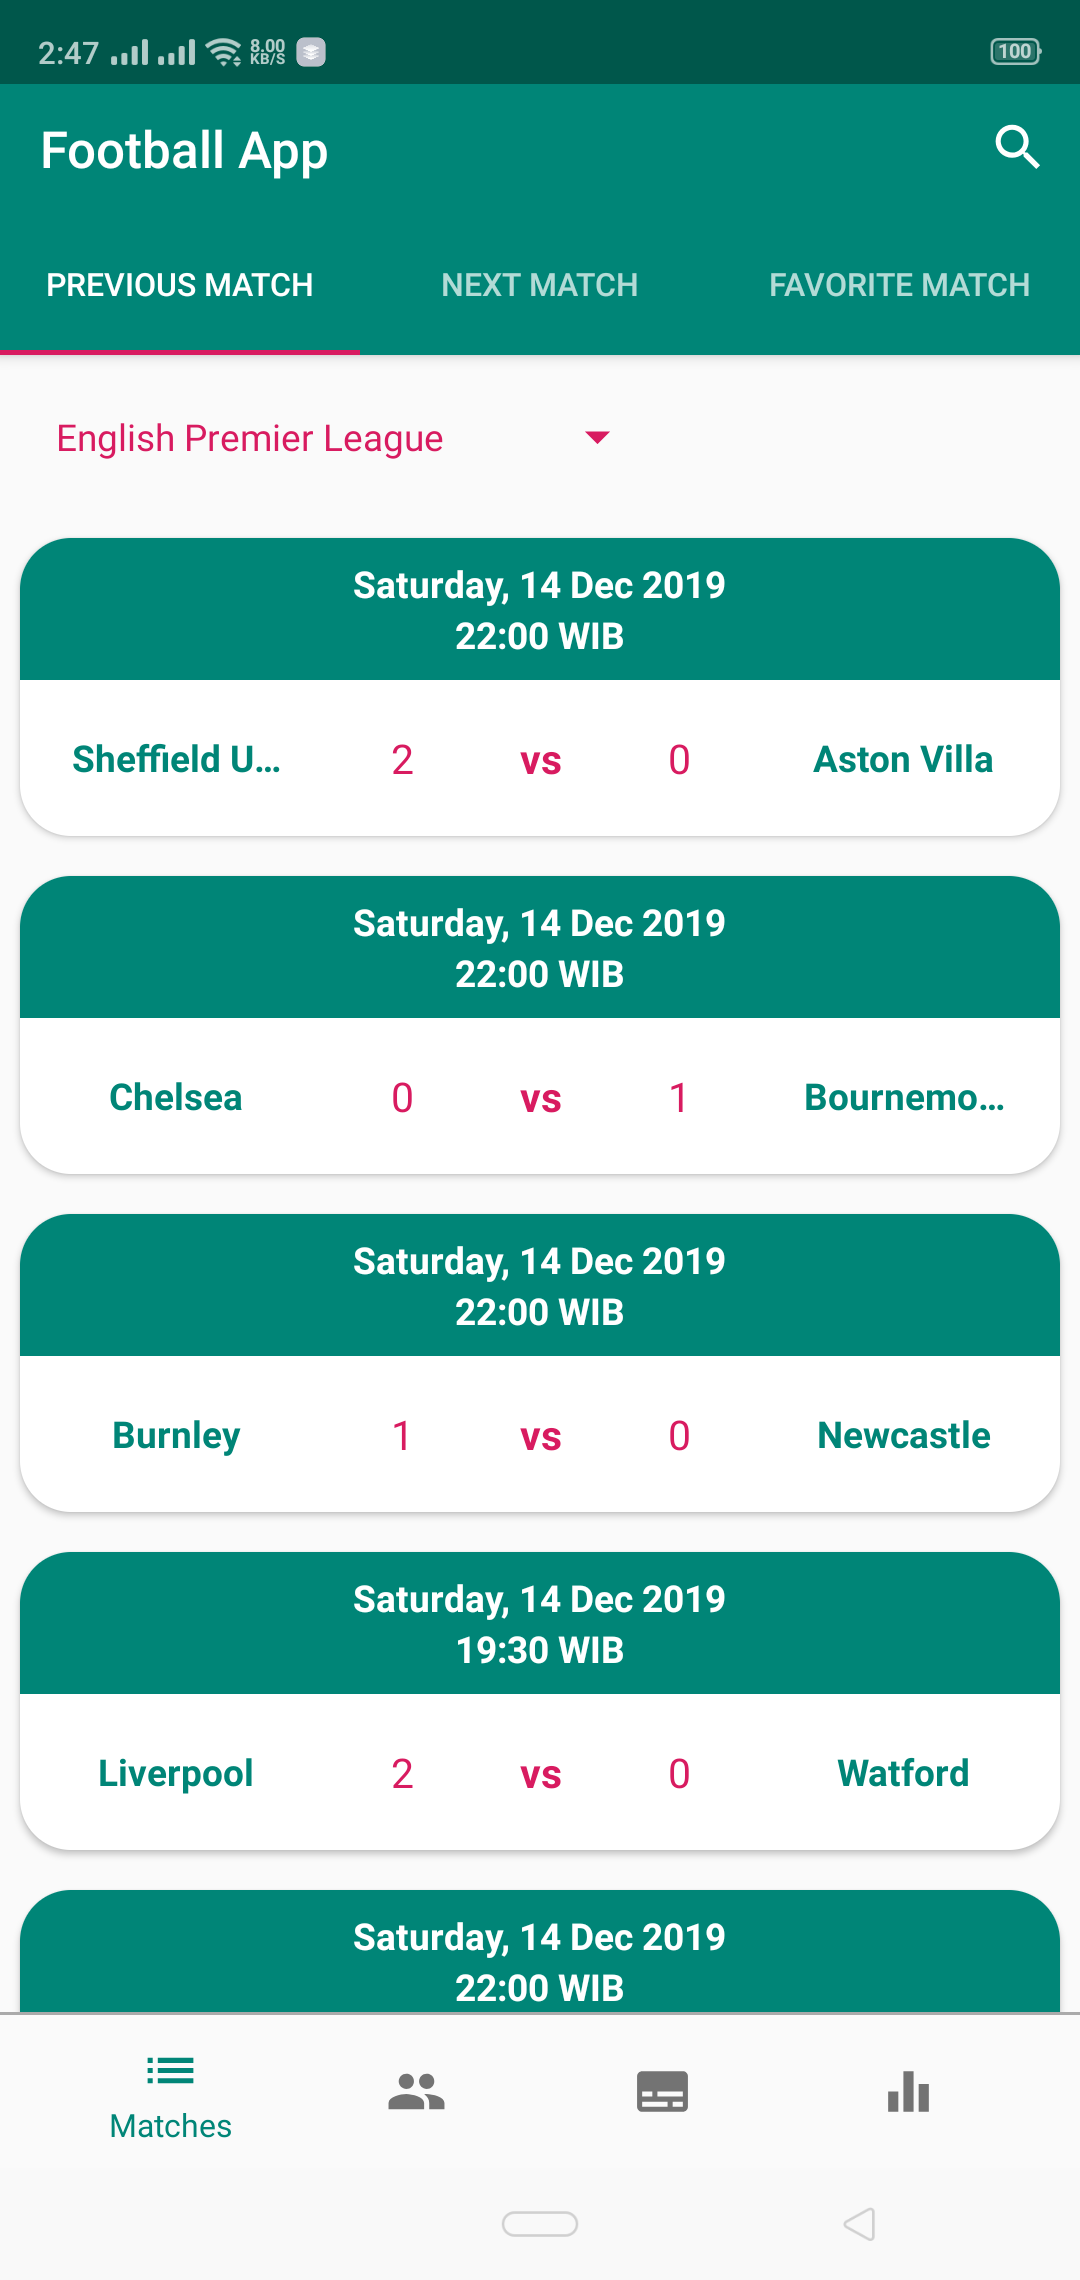 2:47 8.00 KB/S 100
Football App
PREVIOUS MATCH NEXT MATCH FAVORITE MATCH
English Premier League
Saturday, 14 Dec 2019
22:00 WIB
Sheffield U... 2 vs 0 Aston Villa
Saturday, 14 Dec 2019
22:00 WIB
Chelsea 0 vs 1 Bournemo...
Saturday, 14 Dec 2019
22:00 WIB
Burnley 1 vs 0 Newcastle
Saturday, 14 Dec 2019
19:30 WIB
Liverpool 2 vs 0 Watford
Saturday, 14 Dec 2019
22:00 WIB
Matches